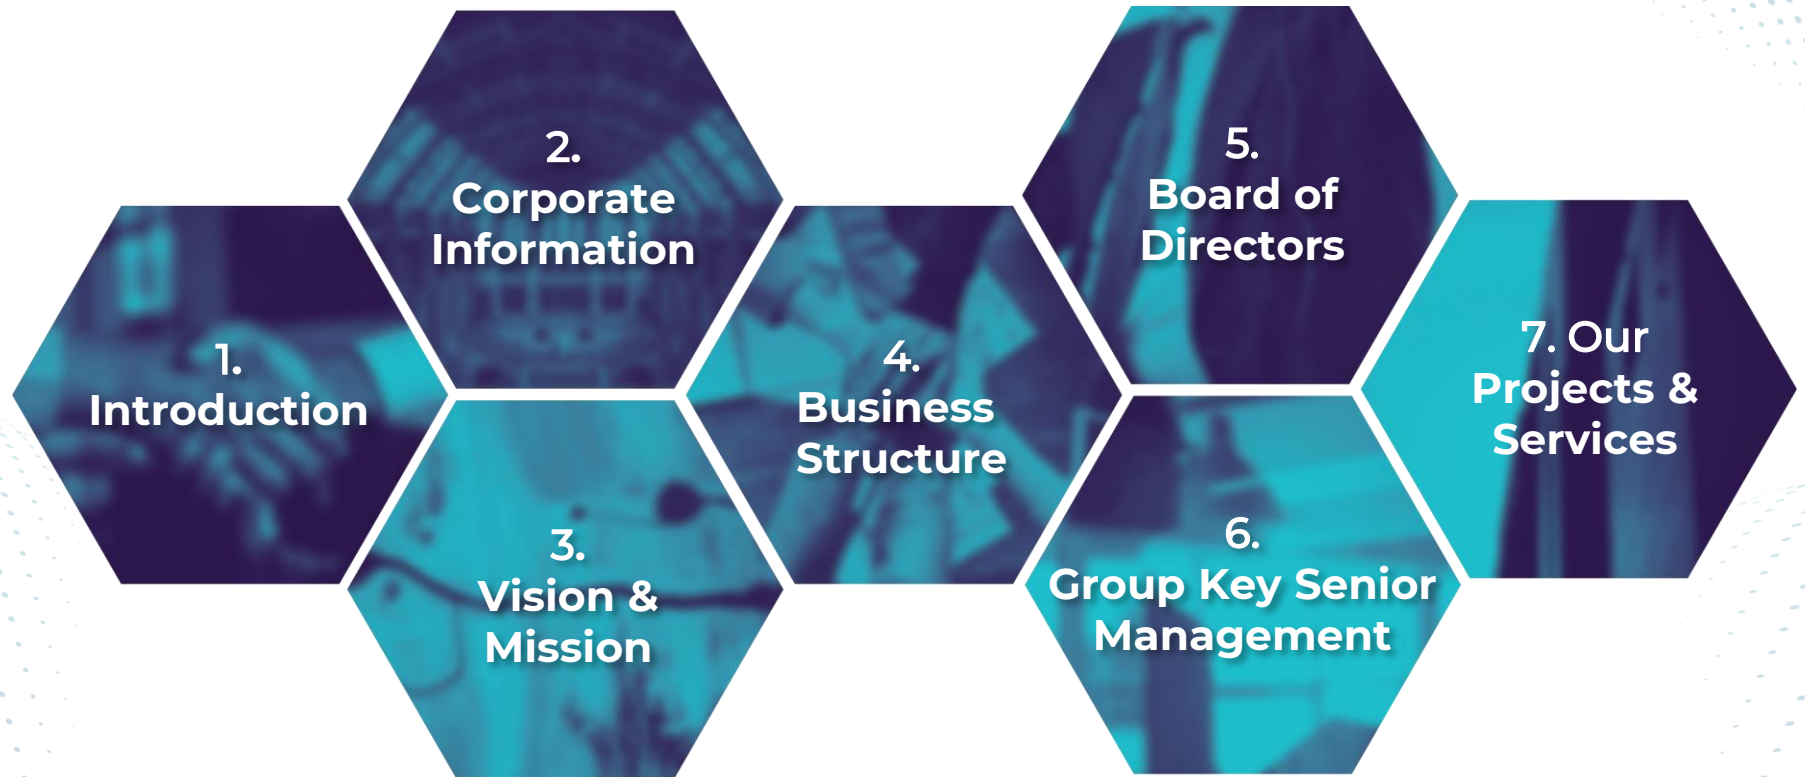 1.
Introduction
2.
Corporate
Information
3.
Vision &
Mission
4.
Business
Structure
5.
Board of
Directors
6.
Group Key Senior
Management
7. Our
Projects &
Services